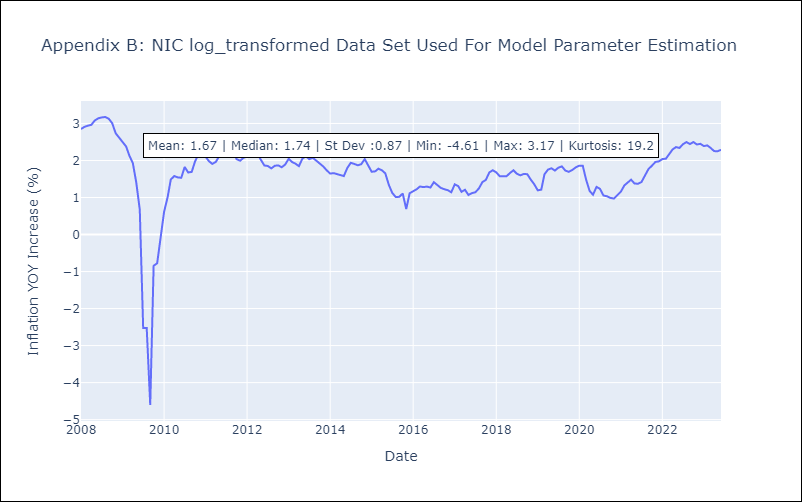 Appendix B: NIC log_transformed Data Set Used For Model Parameter Estimation
Mean: 1.67 | Median: 1.74 | St Dev :0.87 | Min: -4.61 | Max: 3.17 | Kurtosis: 19.2
Inflation YOY Increase (%)
3
2
1
0
−1
−2
−3
−4
−5
2008 2010 2012 2014 2016 2018 2020 2022
Date